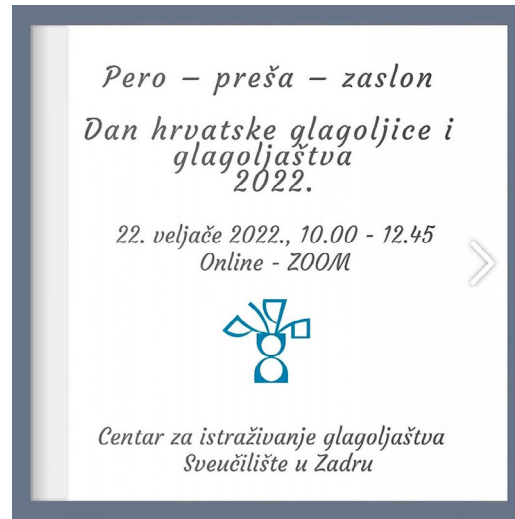 Pero – preša – zaslon
Dan hrvatske glagoljice i
glagoljaštva
2022.
22. veljače 2022., 10.00 - 12.45
Online - ZOOM
Centar za istraživanje glagoljaštva
Sveučilište u Zadru